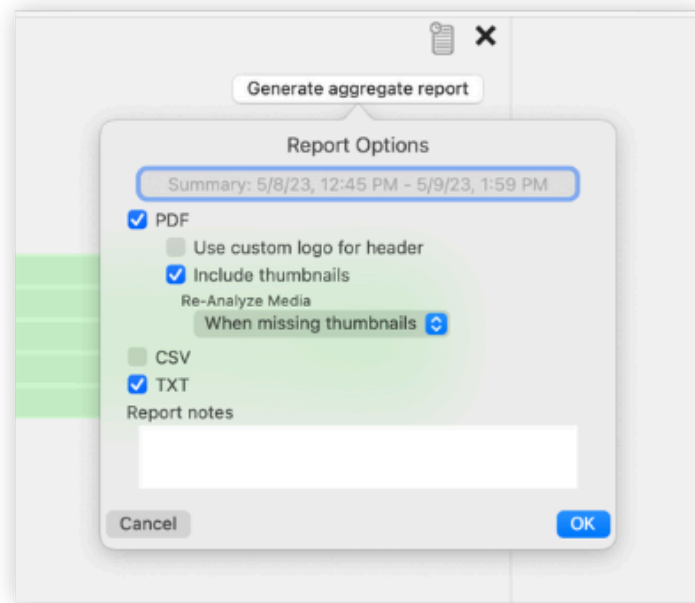 Generate aggregate report
Report Options
Summary: 5/8/23, 12:45 PM - 5/9/23, 1:59 PM
PDF
Use custom logo for header
Include thumbnails
Re-Analyze Media
When missing thumbnails
CSV
TXT
Report notes
Cancel OK